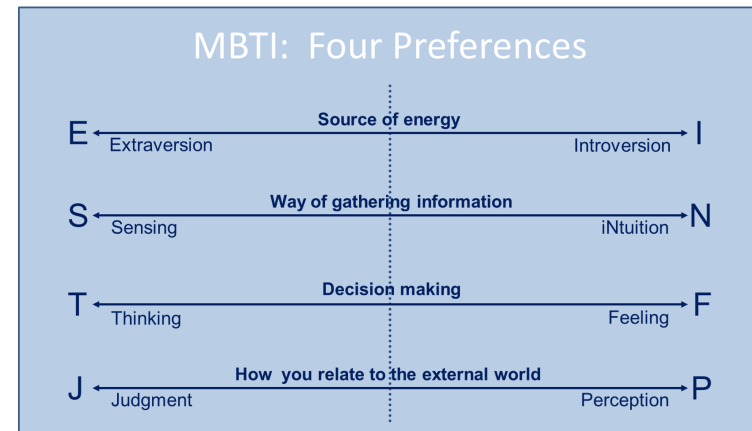 MBTI: Four Preferences
Source of energy
E I
Extraversion Introversion
Way of gathering information
S N
Sensing iNtuition
Decision making
T F
Thinking Feeling
How you relate to the external world
J P
Judgment Perception